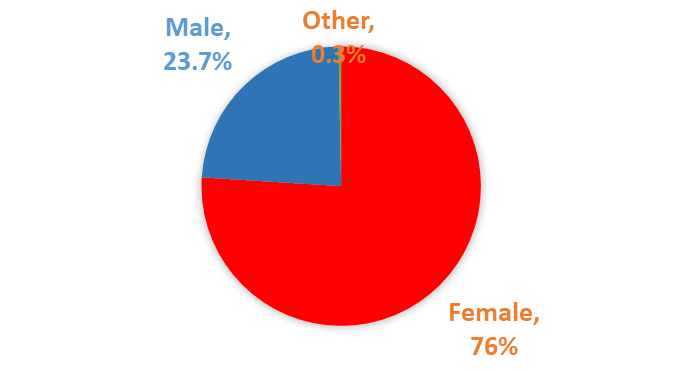 Male,
23.7%
Other,
0.3%
Female,
76%